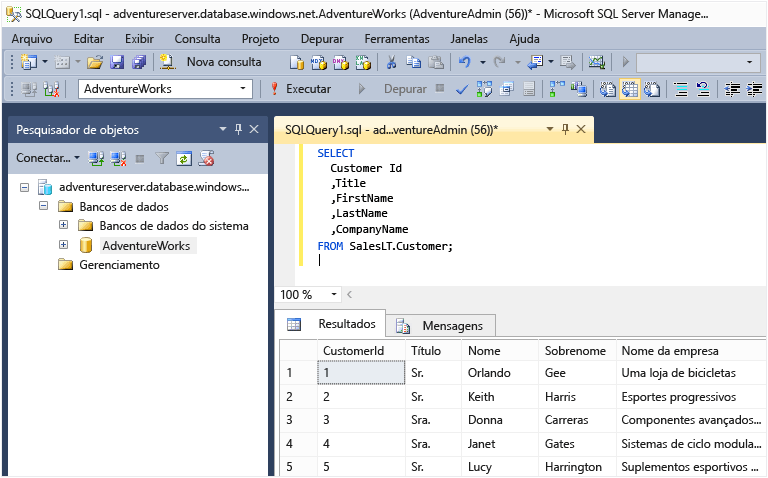 SQLQuery1.sql - adventureserver.database.windows.net.AdventureWorks (AdventureAdmin (56))* - Microsoft SQL Server Manage...
Arquivo Editar Exibir Consulta Projeto Depurar Ferramentas Janelas Ajuda
Nova consulta
AdventureWorks Executar Depurar
Pesquisador de objetos
Conectar...
adventureserver.database.windows...
Bancos de dados
Bancos de dados do sistema
AdventureWorks
Gerenciamento
SQLQuery1.sql - ad...ventureAdmin (56))*
SELECT
Customer Id
,Title
,FirstName
,LastName
,CompanyName
FROM SalesLT.Customer;
100 %
Resultados Mensagens
CustomerId Título Nome Sobrenome Nome da empresa
1 1 Sr. Orlando Gee Uma loja de bicicletas
2 2 Sr. Keith Harris Esportes progressivos
3 3 Sra. Donna Carreras Componentes avançados...
4 4 Sra. Janet Gates Sistemas de ciclo modula...
5 5 Sr. Lucy Harrington Suplementos esportivos ...